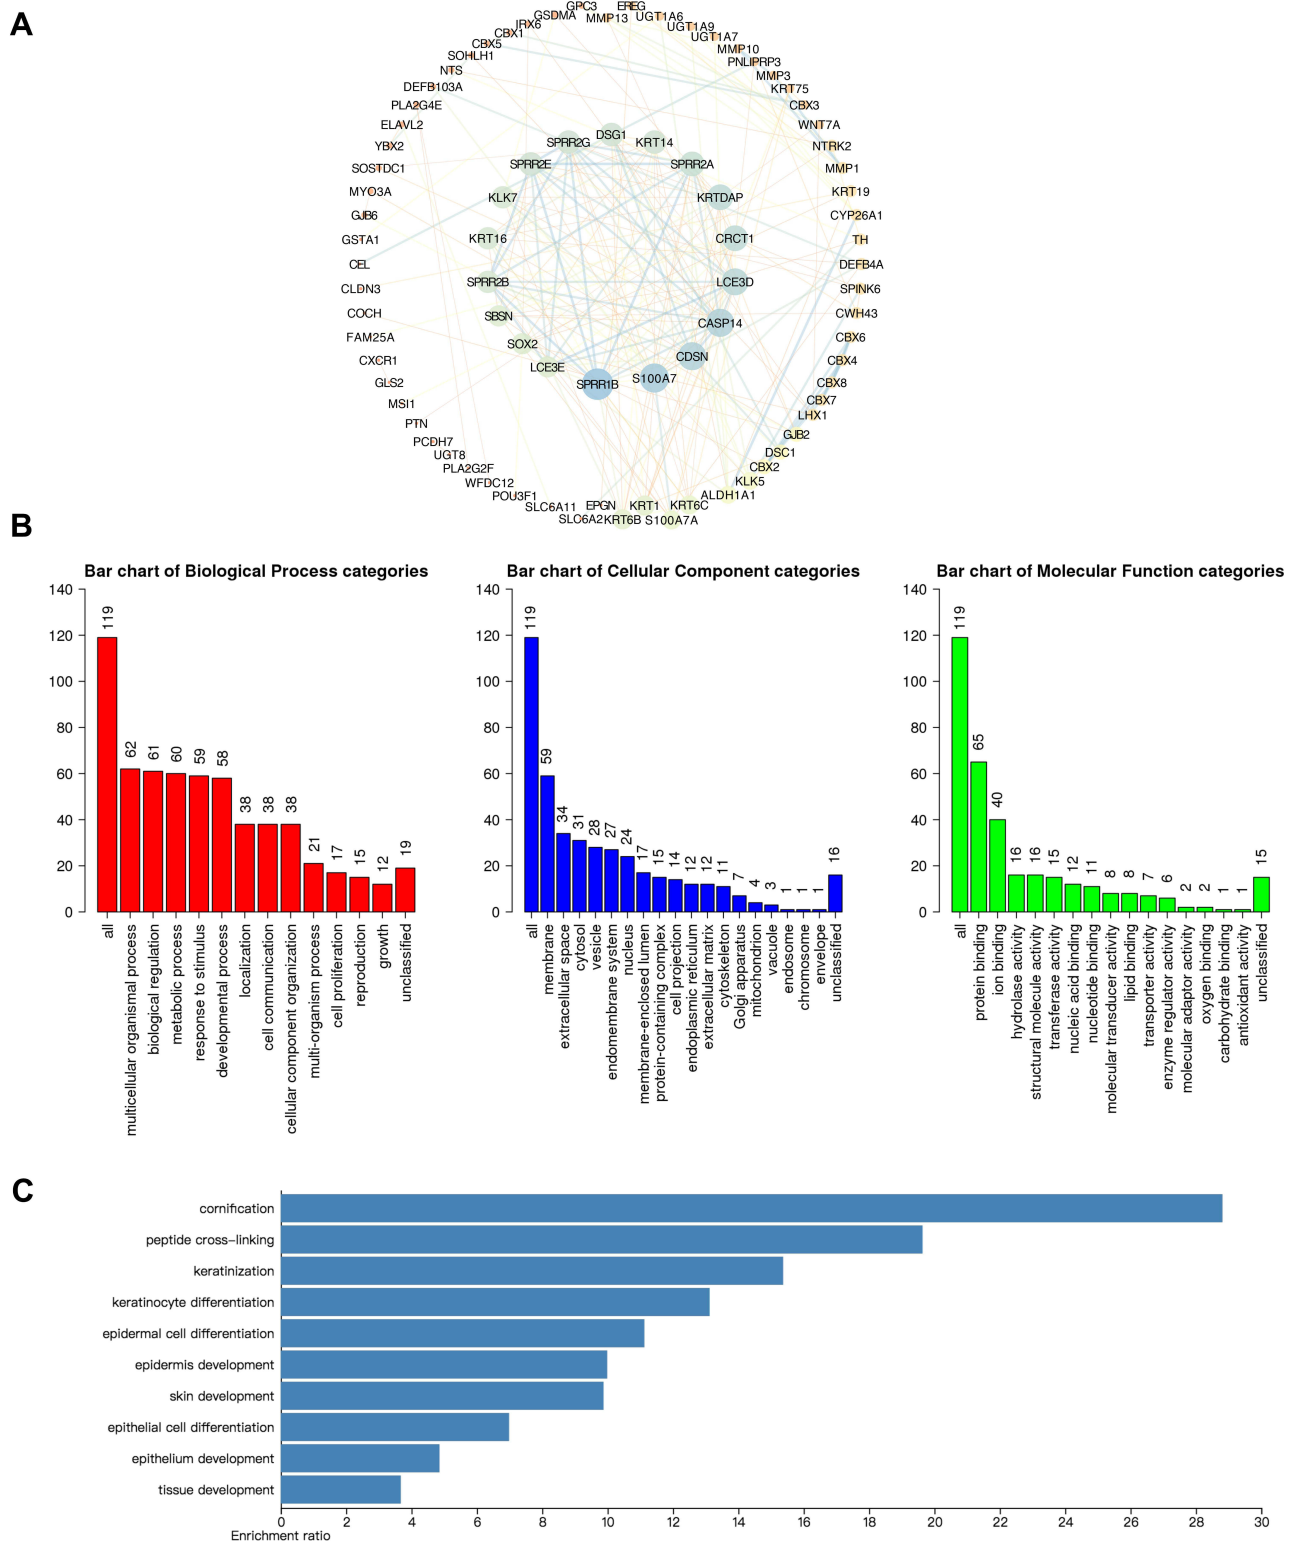 A
GPC3
EREG
GSDMA
MMP13
UGT1A6
IRX6
UGT1A9
CBX1
UGT1A7
CBX5
MMP10
SOHLH1
PNLIPRP3
NTS
MMP3
DEFB103A
KRT75
PLA2G4E
CBX3
ELAVL2
WNT7A
YBX2
NTRK2
SOSTDC1
MMP1
MYO3A
KRT19
GJB6
CYP26A1
GSTA1
TH
CEL
DEFB4A
CLDN3
SPINK6
COCH
CWH43
FAM25A
CBX6
CXCR1
CBX4
GLS2
CBX8
MSI1
CBX7
PTN
LHX1
PCDH7
GJB2
UGT8
DSC1
PLA2G2F
CBX2
WFDC12
KLK5
POU3F1
ALDH1A1
SLC6A11
EPGN
KRT1
KRT6C
SLC6A2
KRT6B
S100A7A
DSG1
SPRR2G
KRT14
SPRR2E
SPRR2A
KLK7
KRTDAP
KRT16
CRCT1
SPRR2B
LCE3D
SBSN
CASP14
SOX2
CDSN
LCE3E
S100A7
SPRR1B
B
Bar chart of Biological Process categories
140
120
100
80
60
40
20
0
119
62
61
60
59
58
38
38
38
21
17
15
12
19
all
multicellular organismal process
biological regulation
metabolic process
response to stimulus
developmental process
localization
cell communication
cellular component organization
multi-organism process
cell proliferation
reproduction
growth
unclassified
Bar chart of Cellular Component categories
140
120
100
80
60
40
20
0
119
59
34
31
28
27
24
17
15
14
12
12
11
7
4
3
1
1
1
16
all
membrane
extracellular space
cytosol
vesicle
endomembrane system
nucleus
membrane-enclosed lumen
protein-containing complex
cell projection
endoplasmic reticulum
extracellular matrix
cytoskeleton
Golgi apparatus
mitochondrion
vacuole
endosome
chromosome
envelope
unclassified
Bar chart of Molecular Function categories
140
120
100
80
60
40
20
0
119
65
40
16
16
15
12
11
8
8
7
6
2
2
1
1
15
all
protein binding
ion binding
hydrolase activity
structural molecule activity
transferase activity
nucleic acid binding
nucleotide binding
molecular transducer activity
lipid binding
transporter activity
enzyme regulator activity
molecular adaptor activity
oxygen binding
carbohydrate binding
antioxidant activity
unclassified
C
cornification
peptide cross-linking
keratinization
keratinocyte differentiation
epidermal cell differentiation
epidermis development
skin development
epithelial cell differentiation
epithelium development
tissue development
0 2 4 6 8 10 12 14 16 18 20 22 24 26 28 30
Enrichment ratio